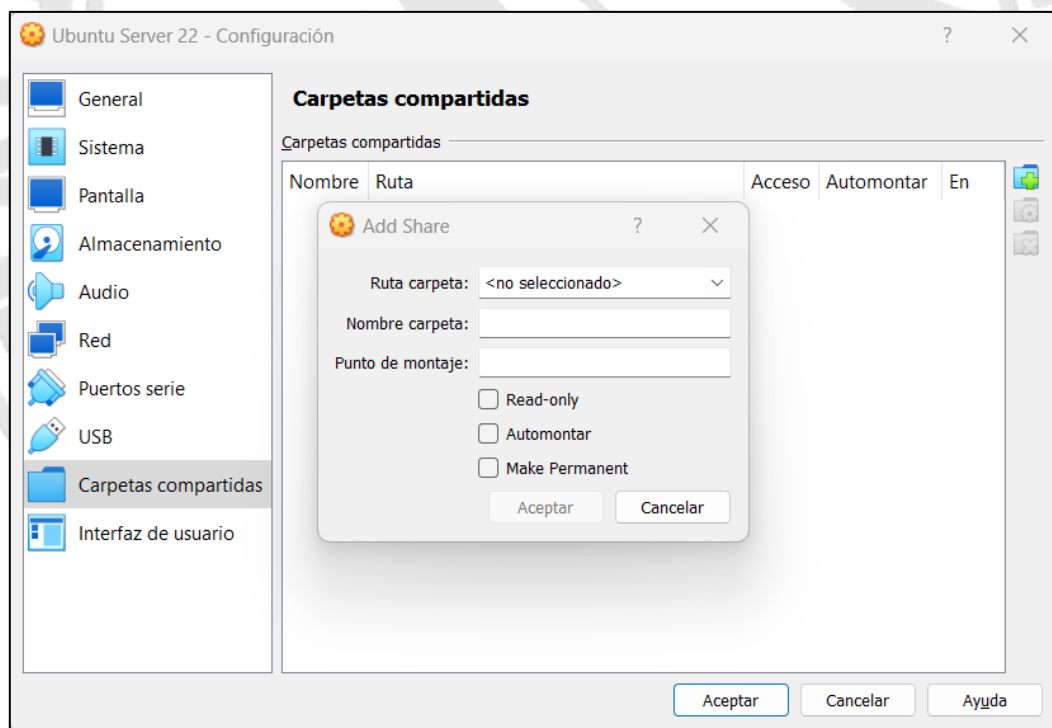 Ubuntu Server 22 - Configuración ?
General
Sistema
Pantalla
Almacenamiento
Audio
Red
Puertos serie
USB
Carpetas compartidas
Interfaz de usuario
Carpetas compartidas
Carpetas compartidas
Nombre Ruta Acceso Automontar En
Add Share ?
Ruta carpeta: <no seleccionado>
Nombre carpeta:
Punto de montaje:
Read-only
Automontar
Make Permanent
Aceptar Cancelar
Aceptar Cancelar Ayuda